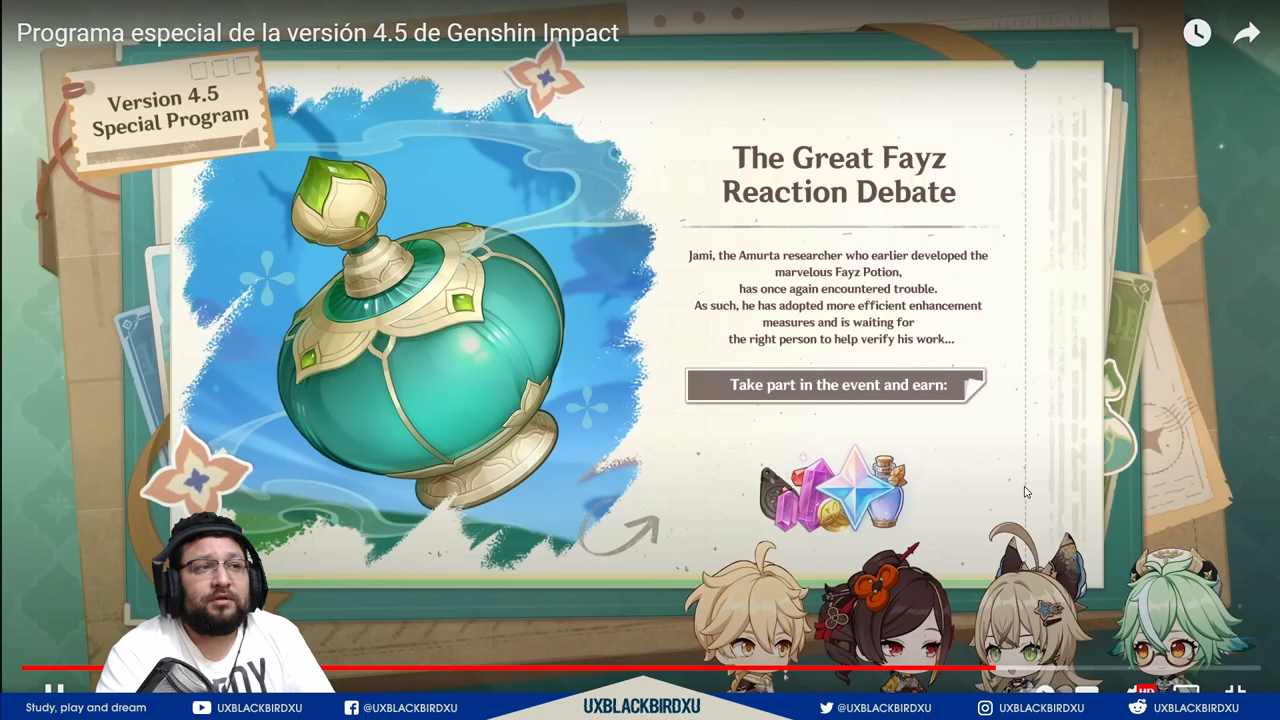 Programa especial de la versión 4.5 de Genshin Impact
Version 4.5
Special Program
The Great Fayz
Reaction Debate
Jami, the Amurta researcher who earlier developed the
marvelous Fayz Potion,
has once again encountered trouble.
As such, he has adopted more efficient enhancement
measures and is waiting for
the right person to help verify his work...
Take part in the event and earn:
HD
Study, play and dream
UXBLACKBIRDXU
@UXBLACKBIRDXU
UXBLACKBIRDXU
@UXBLACKBIRDXU
UXBLACKBIRDXU
UXBLACKBIRDXU